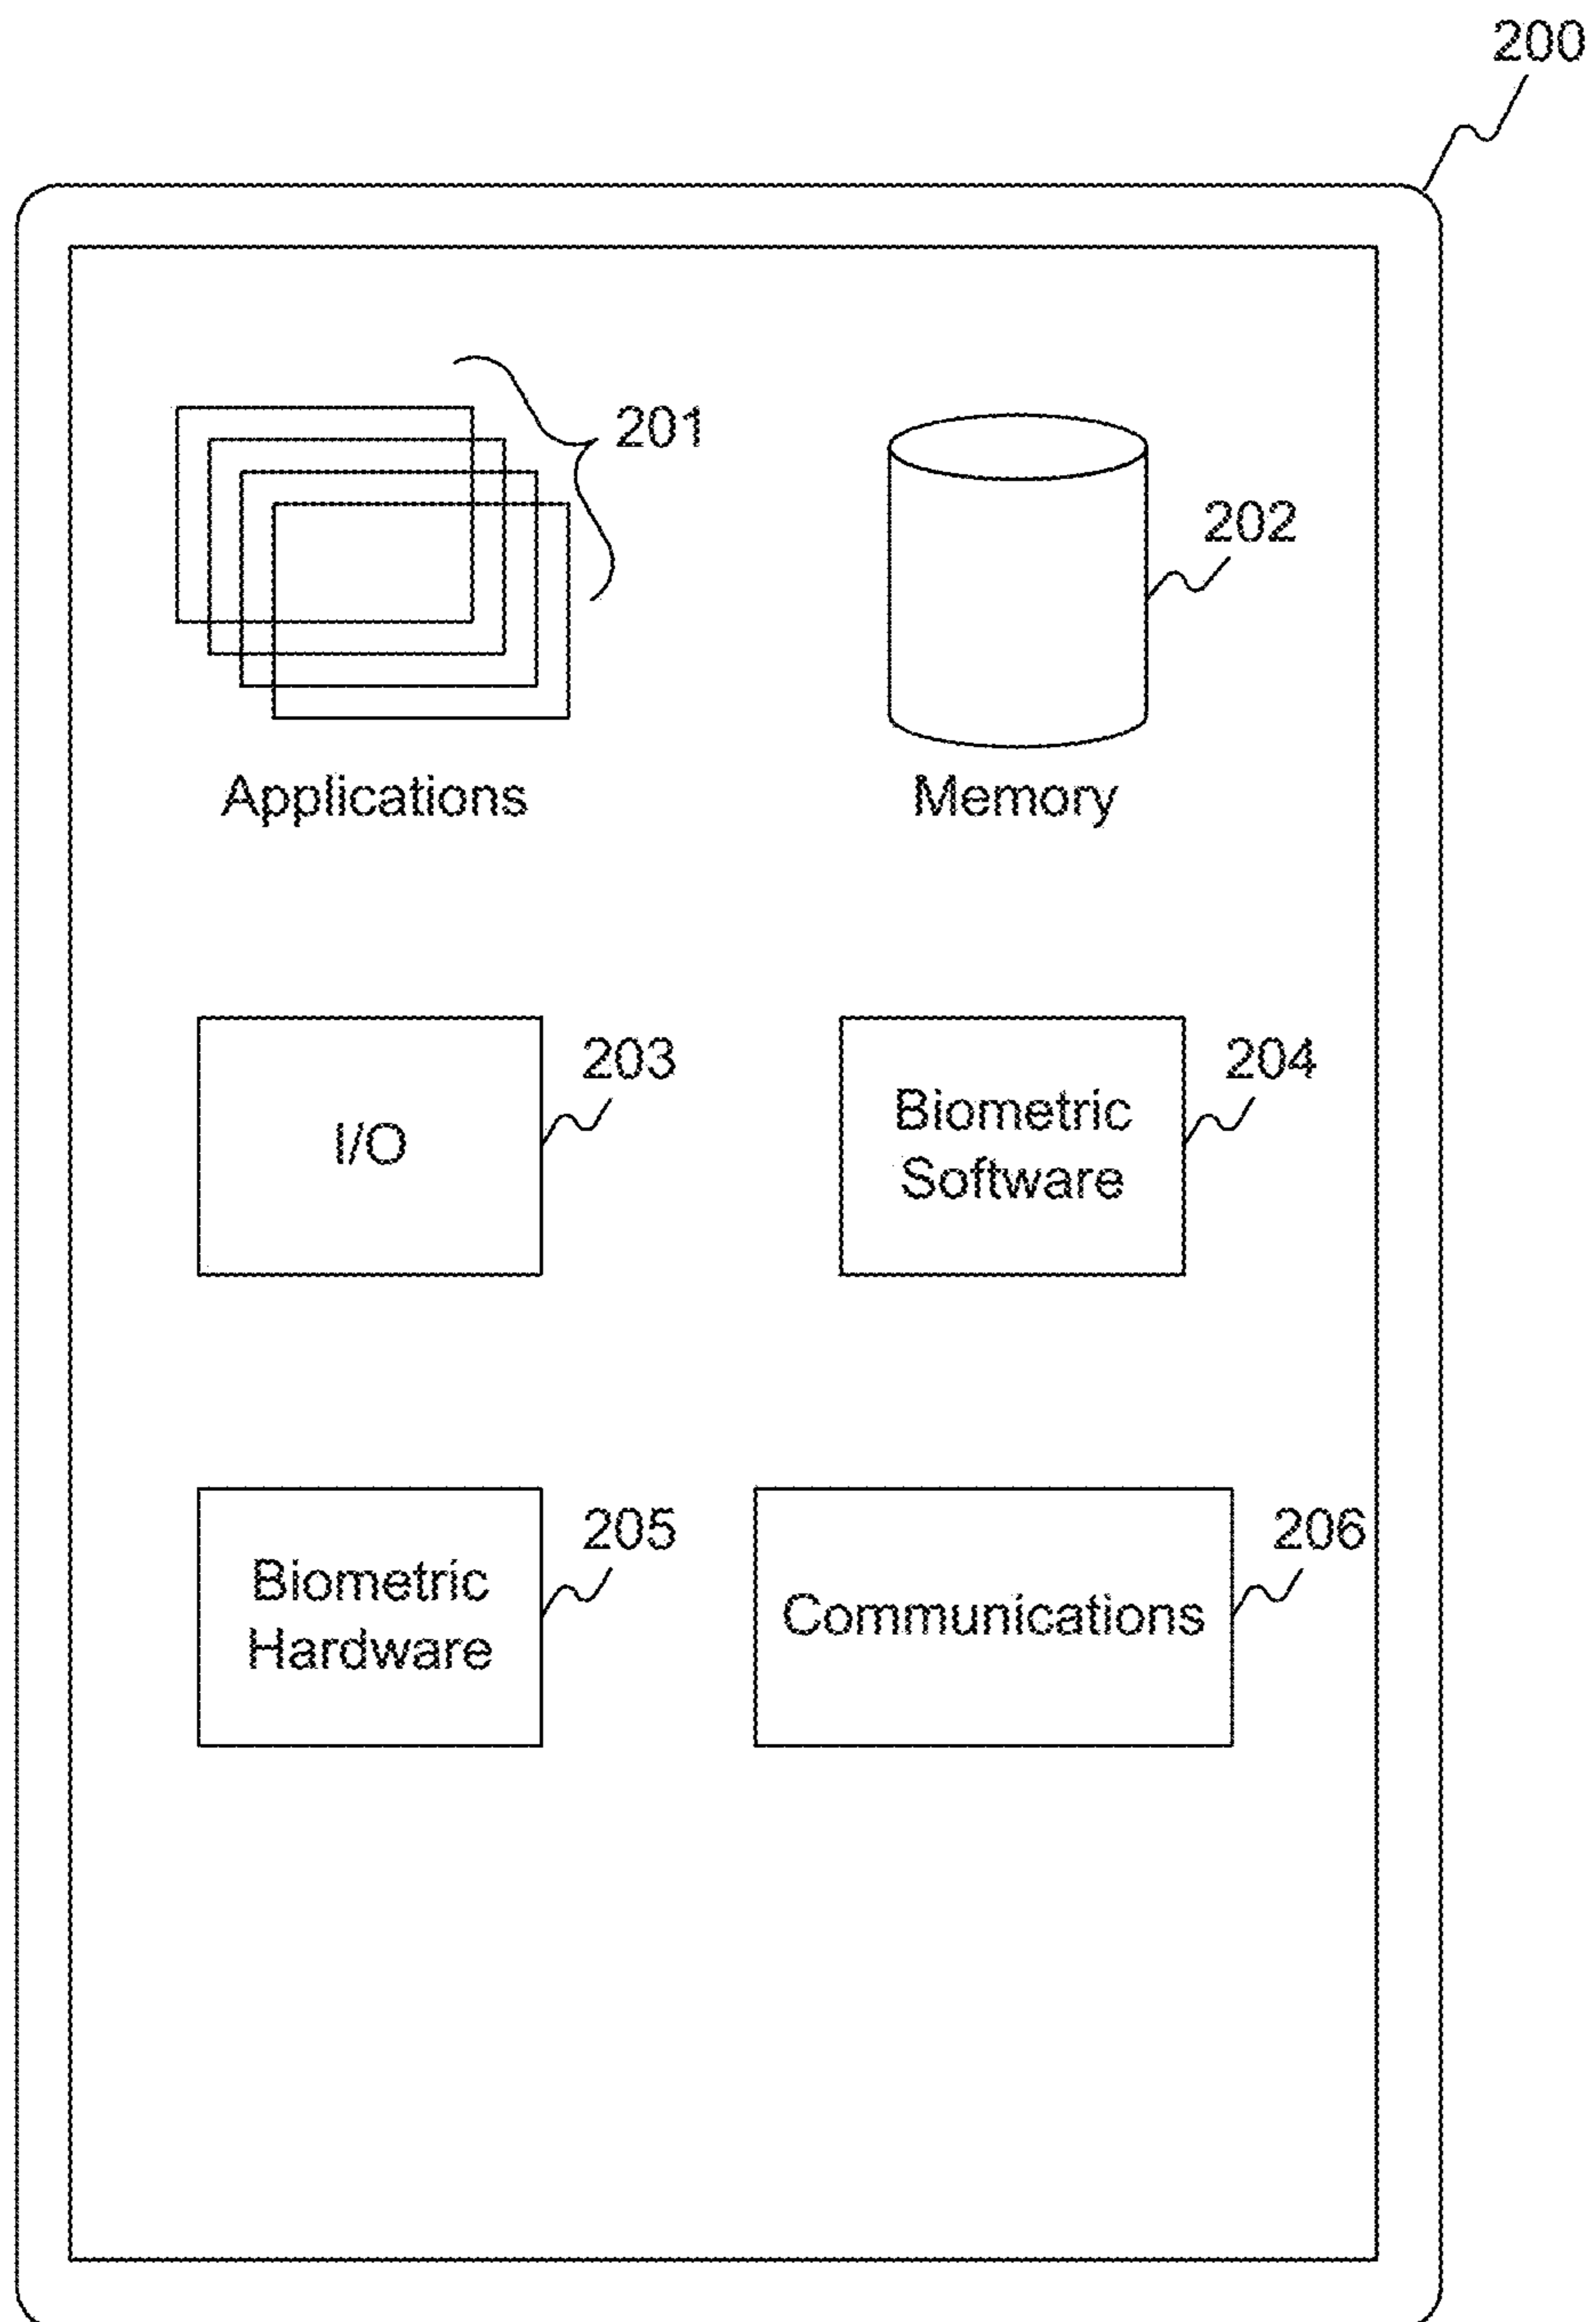 200
201
202
Applications
Memory
203
204
I/O
Biometric
Software
205
206
Biometric
Hardware
Communications